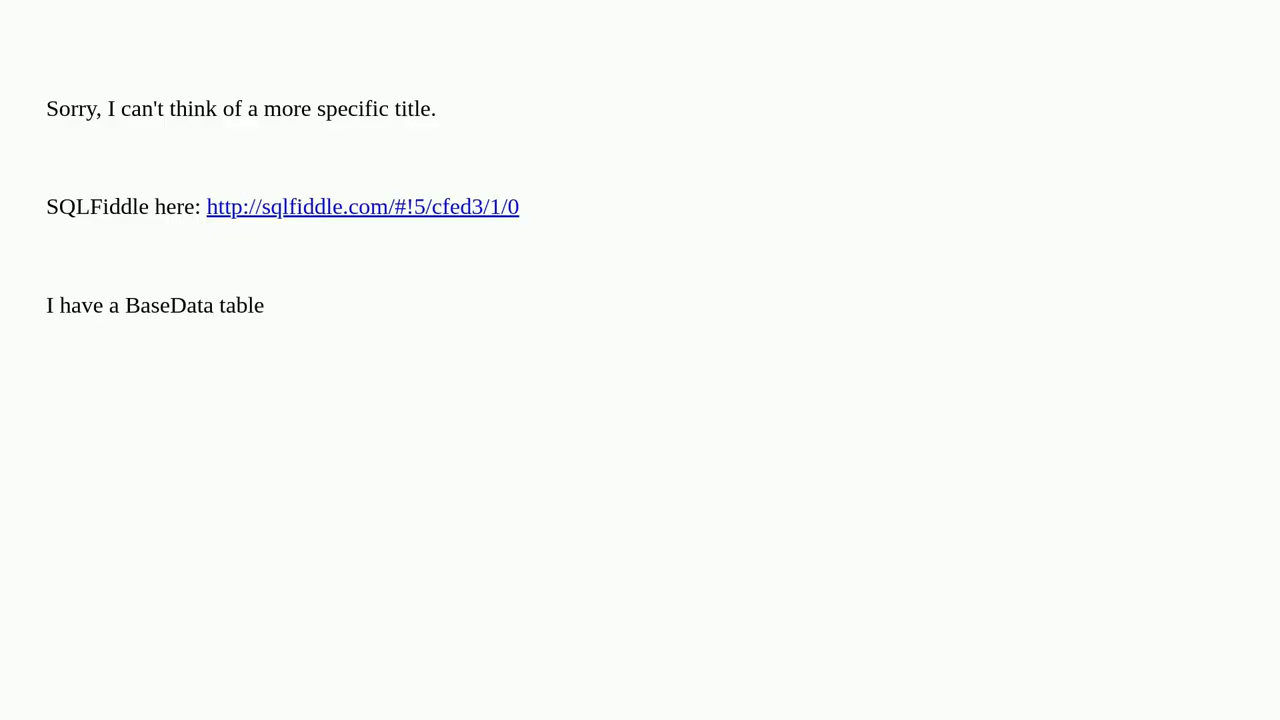 Sorry, I can't think of a more specific title.
SQLFiddle here: http://sqlfiddle.com/#!5/cfed3/1/0
I have a BaseData table